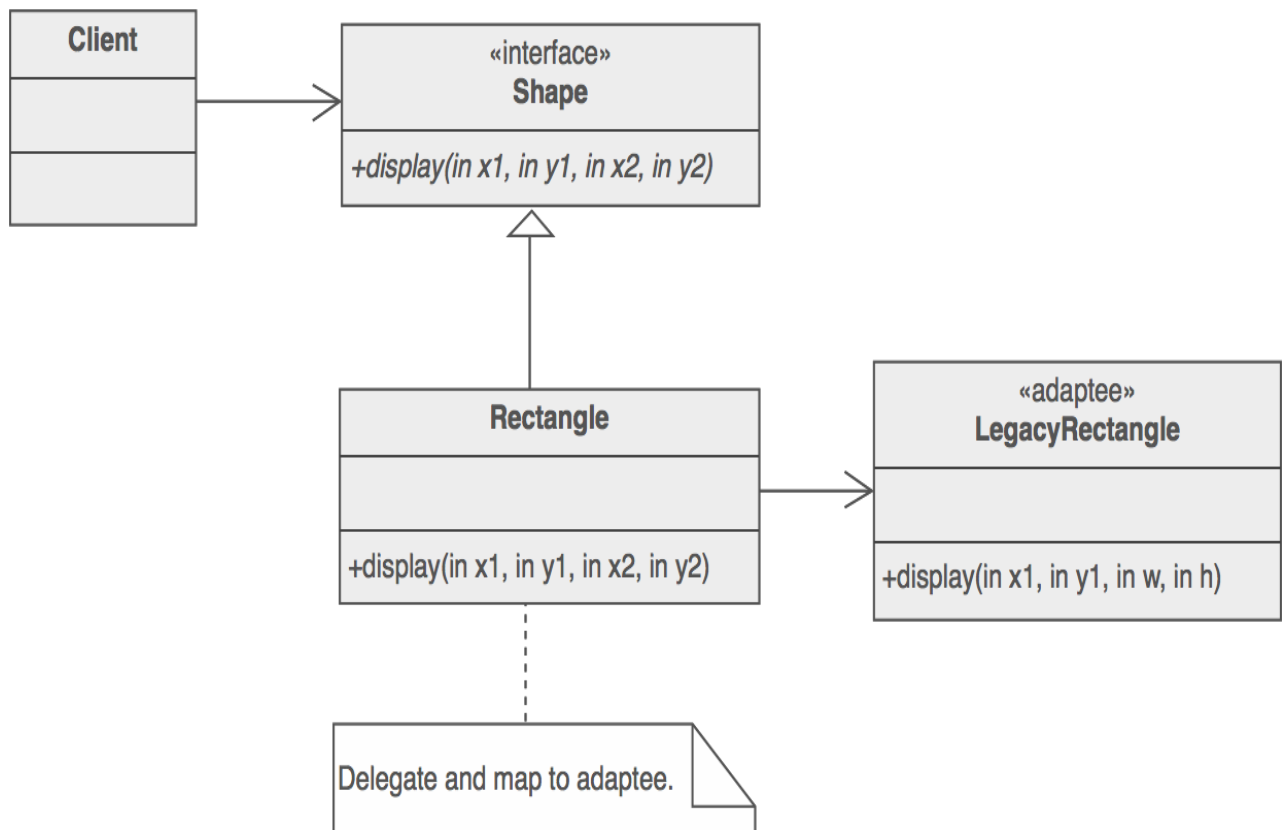 Client
«interface»
Shape
+display(in x1, in y1, in x2, in y2)
Rectangle
+display(in x1, in y1, in x2, in y2)
«adaptee»
LegacyRectangle
+display(in x1, in y1, in w, in h)
Delegate and map to adaptee.